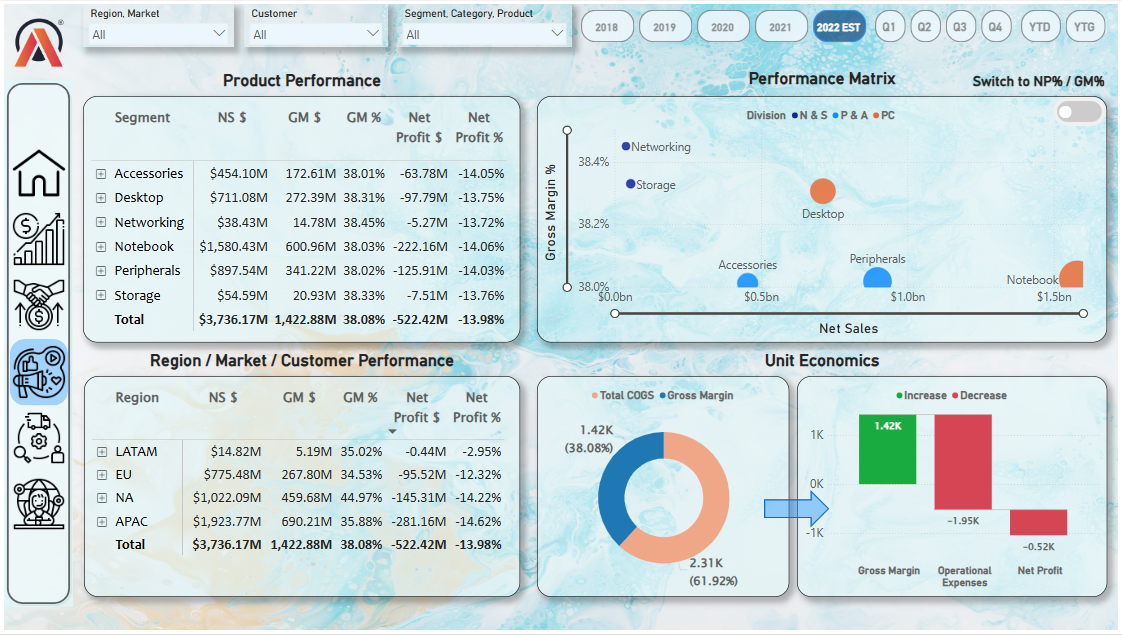 Region, Market
All
Customer
All
Segment, Category, Product
All
2018 2019 2020 2021 2022 EST Q1 Q2 Q3 Q4 YTD YTG
Product Performance
Segment NS $ GM $ GM % Net Profit $ Net Profit %
Accessories $454.10M 172.61M 38.01% -63.78M -14.05%
Desktop $711.08M 272.39M 38.31% -97.79M -13.75%
Networking $38.43M 14.78M 38.45% -5.27M -13.72%
Notebook $1,580.43M 600.96M 38.03% -222.16M -14.06%
Peripherals $897.54M 341.22M 38.02% -125.91M -14.03%
Storage $54.59M 20.93M 38.33% -7.51M -13.76%
Total $3,736.17M 1,422.88M 38.08% -522.42M -13.98%
Performance Matrix
Switch to NP% / GM%
Division N & S P & A PC
Gross Margin %
38.4%
38.2%
38.0%
Networking
Storage
Desktop
Accessories
Peripherals
Notebook
$0.0bn $0.5bn $1.0bn $1.5bn
Net Sales
Region / Market / Customer Performance
Region NS $ GM $ GM % Net Profit $ Net Profit %
LATAM $14.82M 5.19M 35.02% -0.44M -2.95%
EU $775.48M 267.80M 34.53% -95.52M -12.32%
NA $1,022.09M 459.68M 44.97% -145.31M -14.22%
APAC $1,923.77M 690.21M 35.88% -281.16M -14.62%
Total $3,736.17M 1,422.88M 38.08% -522.42M -13.98%
Unit Economics
Total COGS Gross Margin
1.42K
(38.08%)
2.31K
(61.92%)
Increase Decrease
1K
0K
-1K
1.42K
-1.95K
-0.52K
Gross Margin
Operational
Expenses
Net Profit